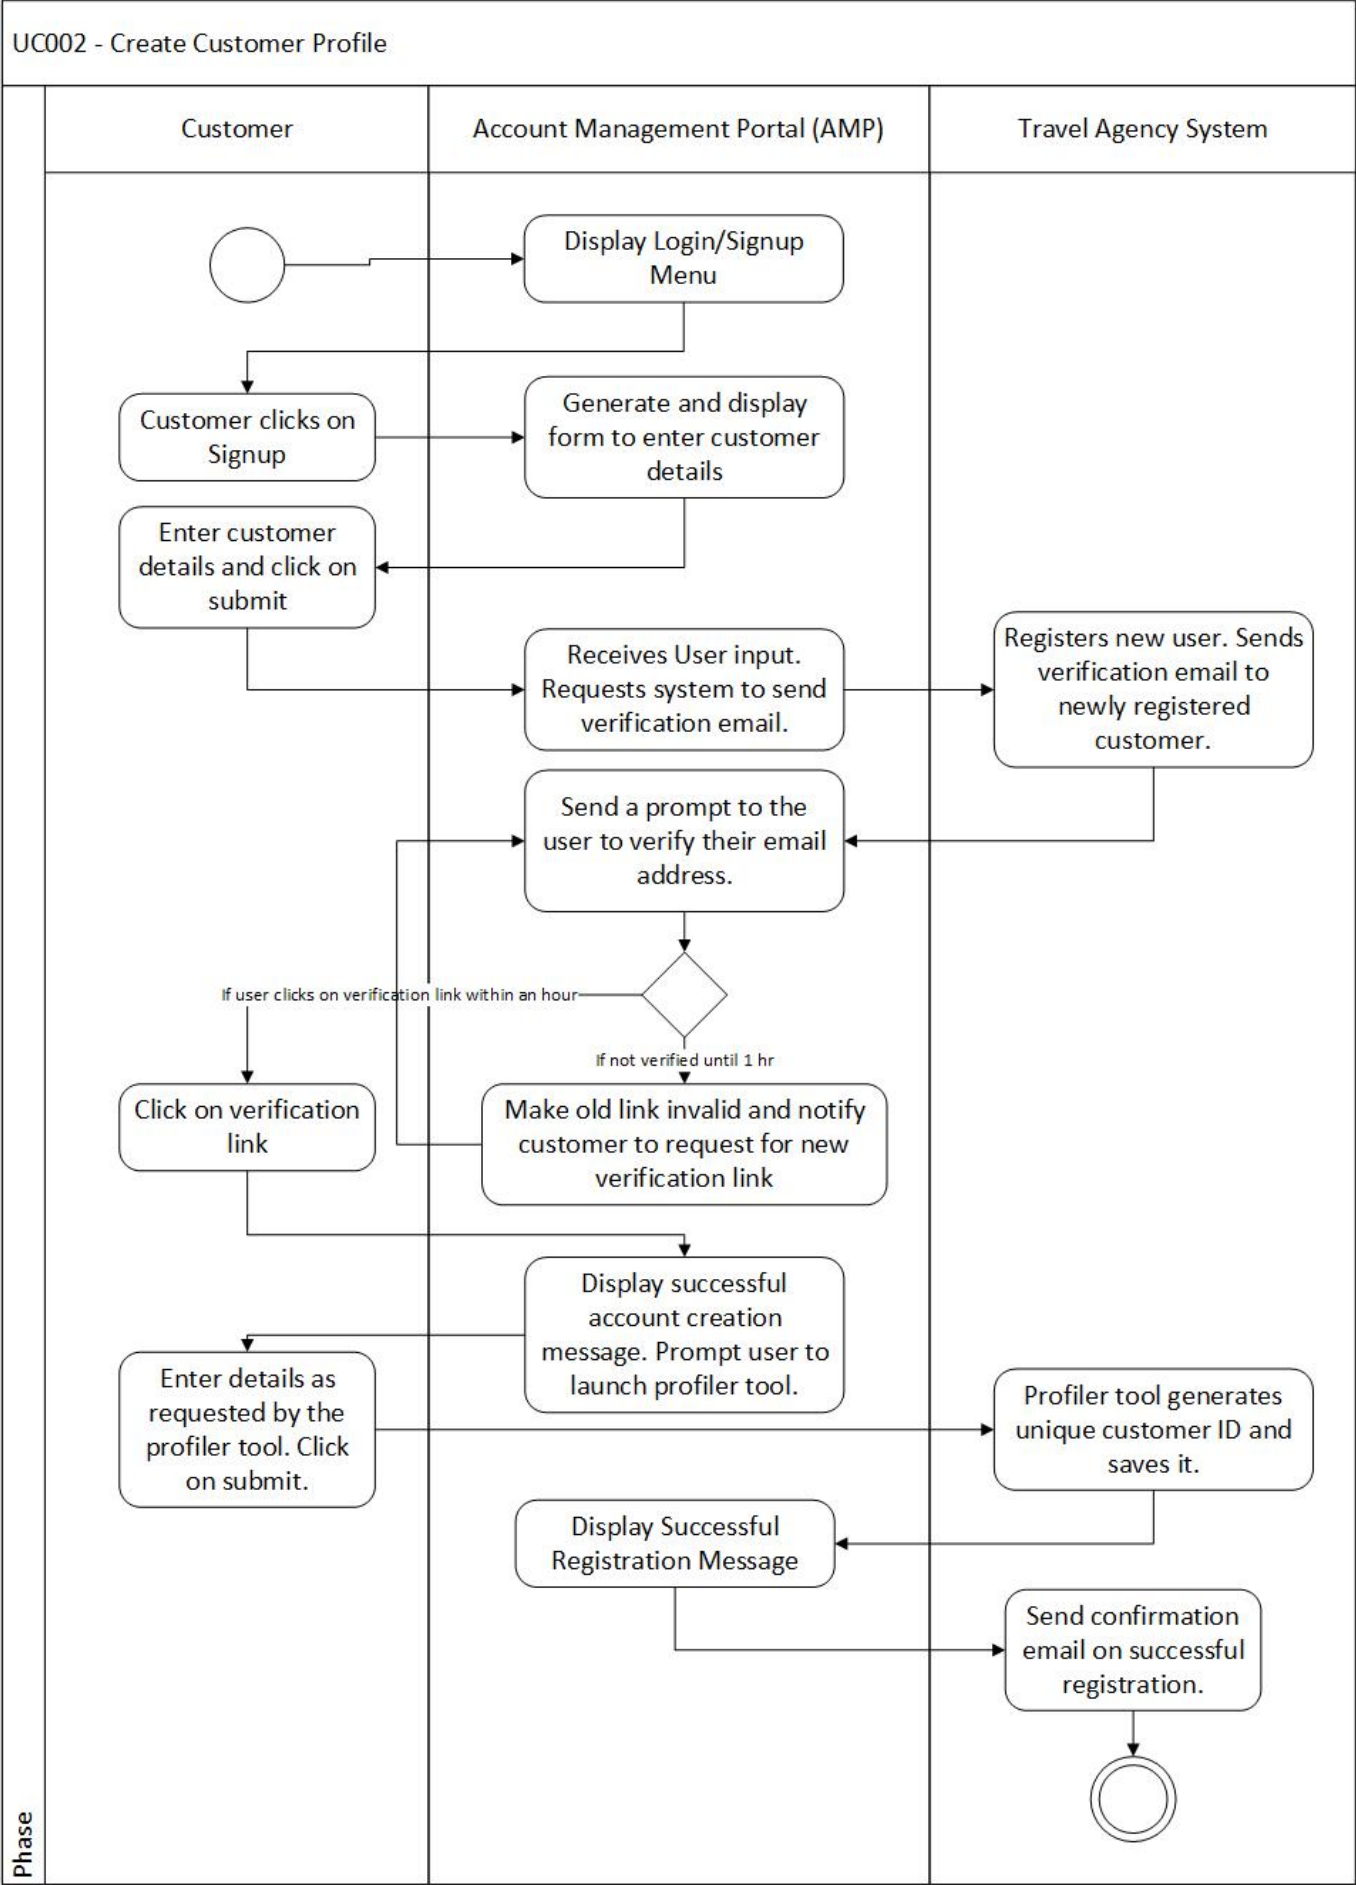 UC002 - Create Customer Profile
Customer
Account Management Portal (AMP)
Travel Agency System
Display Login/Signup
Menu
Customer clicks on
Signup
Generate and display
form to enter customer
details
Enter customer
details and click on
submit
Receives User input.
Requests system to send
verification email.
Registers new user. Sends
verification email to
newly registered
customer.
Send a prompt to the
user to verify their email
address.
If user clicks on verification link within an hour
If not verified until 1 hr
Click on verification
link
Make old link invalid and notify
customer to request for new
verification link
Display successful
account creation
message. Prompt user to
launch profiler tool.
Enter details as
requested by the
profiler tool. Click
on submit.
Profiler tool generates
unique customer ID and
saves it.
Display Successful
Registration Message
Send confirmation
email on successful
registration.
Phase